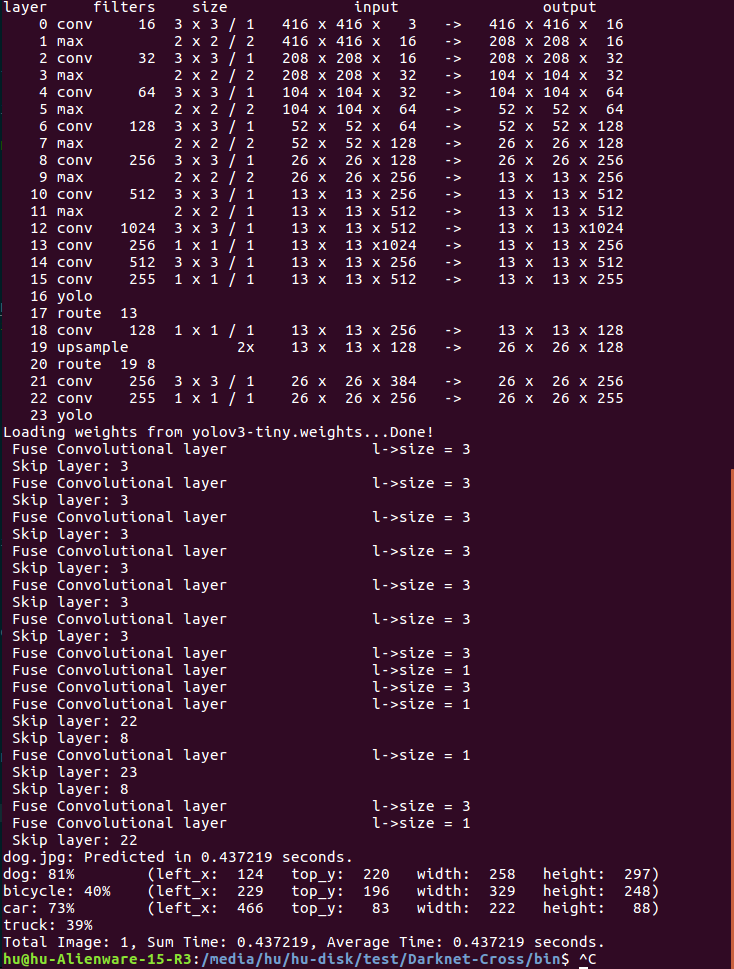 layer     filters    size              input                output
    0 conv     16  3 x 3 / 1   416 x 416 x   3   ->   416 x 416 x  16
    1 max          2 x 2 / 2   416 x 416 x  16   ->   208 x 208 x  16
    2 conv     32  3 x 3 / 1   208 x 208 x  16   ->   208 x 208 x  32
    3 max          2 x 2 / 2   208 x 208 x  32   ->   104 x 104 x  32
    4 conv     64  3 x 3 / 1   104 x 104 x  32   ->   104 x 104 x  64
    5 max          2 x 2 / 2   104 x 104 x  64   ->    52 x  52 x  64
    6 conv    128  3 x 3 / 1    52 x  52 x  64   ->    52 x  52 x 128
    7 max          2 x 2 / 2    52 x  52 x 128   ->    26 x  26 x 128
    8 conv    256  3 x 3 / 1    26 x  26 x 128   ->    26 x  26 x 256
    9 max          2 x 2 / 2    26 x  26 x 256   ->    13 x  13 x 256
   10 conv    512  3 x 3 / 1    13 x  13 x 256   ->    13 x  13 x 512
   11 max          2 x 2 / 1    13 x  13 x 512   ->    13 x  13 x 512
   12 conv   1024  3 x 3 / 1    13 x  13 x 512   ->    13 x  13 x1024
   13 conv    256  1 x 1 / 1    13 x  13 x1024   ->    13 x  13 x 256
   14 conv    512  3 x 3 / 1    13 x  13 x 256   ->    13 x  13 x 512
   15 conv    255  1 x 1 / 1    13 x  13 x 512   ->    13 x  13 x 255
   16 yolo
   17 route  13
   18 conv    128  1 x 1 / 1    13 x  13 x 256   ->    13 x  13 x 128
   19 upsample            2x    13 x  13 x 128   ->    26 x  26 x 128
   20 route  19 8
   21 conv    256  3 x 3 / 1    26 x  26 x 384   ->    26 x  26 x 256
   22 conv    255  1 x 1 / 1    26 x  26 x 256   ->    26 x  26 x 255
   23 yolo
Loading weights from yolov3-tiny.weights...Done!
 Fuse Convolutional layer                l->size = 3
 Skip layer: 3
 Fuse Convolutional layer                l->size = 3
 Skip layer: 3
 Fuse Convolutional layer                l->size = 3
 Skip layer: 3
 Fuse Convolutional layer                l->size = 3
 Skip layer: 3
 Fuse Convolutional layer                l->size = 3
 Skip layer: 3
 Fuse Convolutional layer                l->size = 3
 Skip layer: 3
 Fuse Convolutional layer                l->size = 3
 Fuse Convolutional layer                l->size = 1
 Fuse Convolutional layer                l->size = 3
 Fuse Convolutional layer                l->size = 1
 Skip layer: 22
 Skip layer: 8
 Fuse Convolutional layer                l->size = 1
 Skip layer: 23
 Skip layer: 8
 Fuse Convolutional layer                l->size = 3
 Fuse Convolutional layer                l->size = 1
 Skip layer: 22
dog.jpg: Predicted in 0.437219 seconds.
dog: 81%        (left_x:  124   top_y:  220   width:  258   height:  297)
bicycle: 40%    (left_x:  229   top_y:  196   width:  329   height:  248)
car: 73%        (left_x:  466   top_y:   83   width:  222   height:   88)
truck: 39%
Total Image: 1, Sum Time: 0.437219, Average Time: 0.437219 seconds.
hu@hu-Alienware-15-R3:/media/hu/hu-disk/test/Darknet-Cross/bin$ ^C